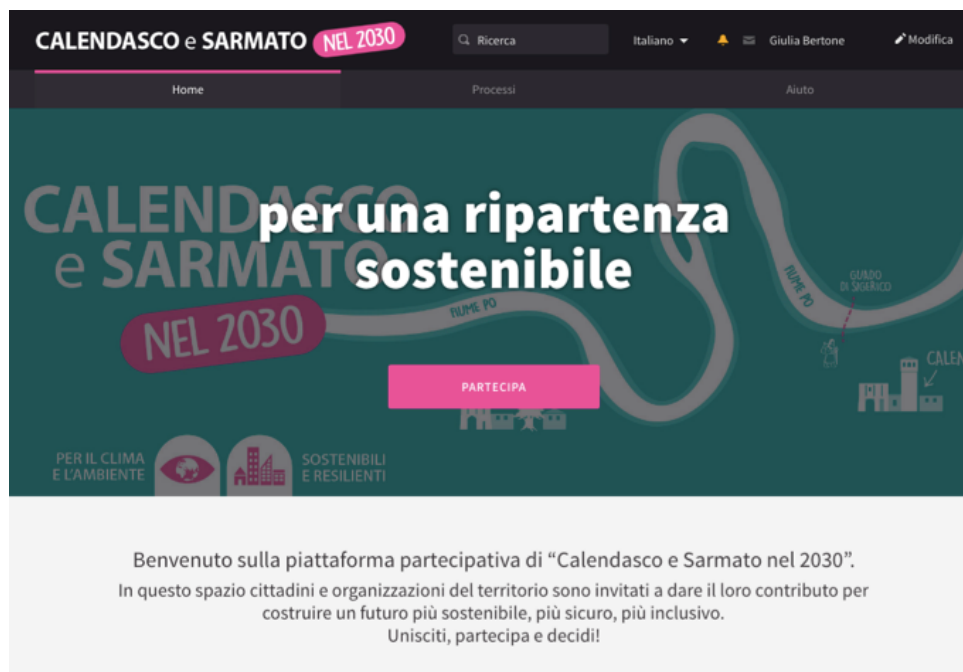 CALENDASCO e SARMATO NEL 2030
Ricerca
Italiano
Giulia Bertone
Modifica
Home
Processi
Aiuto
CALENDASCO
e SARMATO
NEL 2030
per una ripartenza
sostenibile
FIUME PO
FIUME PO
GUADO
DI SIGERICO
CALEN
PARTECIPA
PER IL CLIMA
E L'AMBIENTE
SOSTENIBILI
E RESILIENTI
Benvenuto sulla piattaforma partecipativa di “Calendasco e Sarmato nel 2030”.
In questo spazio cittadini e organizzazioni del territorio sono invitati a dare il loro contributo per
costruire un futuro più sostenibile, più sicuro, più inclusivo.
Unisciti, partecipa e decidi!